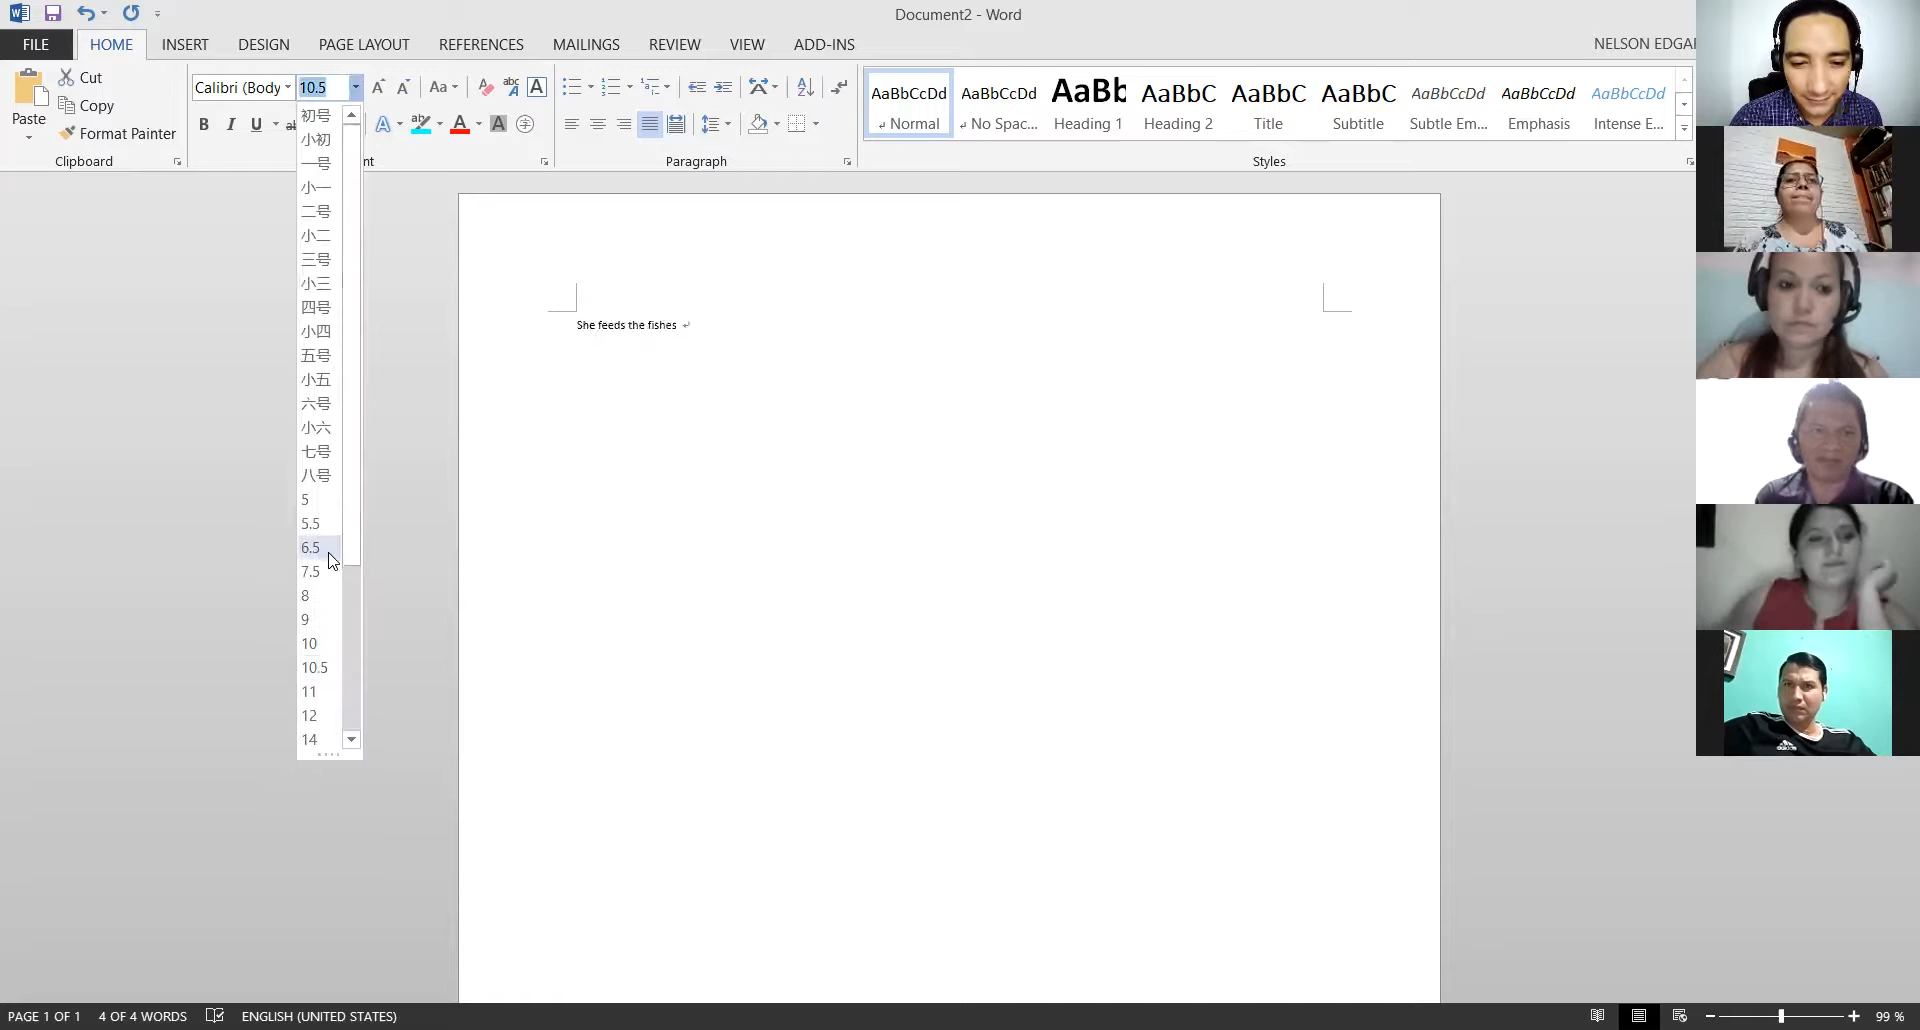 Document2 - Word
FILE HOME INSERT DESIGN PAGE LAYOUT REFERENCES MAILINGS REVIEW VIEW ADD-INS NELSON EDGA
Paste
Cut
Copy
Format Painter
Clipboard
Calibri (Body 10.5
Aa
abc
A
B I U
nt
Paragraph
AaBbCcDd
Normal
AaBbCcDd
No Spac...
AaBb
Heading 1
AaBbC
Heading 2
AaBbC
Title
AaBbC
Subtitle
AaBbCcDd
Subtle Em...
AaBbCcDd
Emphasis
AaBbCcDd
Intense E...
Styles
初号
小初
一号
小一
二号
小二
三号
小三
四号
小四
五号
小五
六号
小六
七号
八号
5
5.5
6.5
7.5
8
9
10
10.5
11
12
14
She feeds the fishes
adidas
PAGE 1 OF 1 4 OF 4 WORDS ENGLISH (UNITED STATES) 99 %